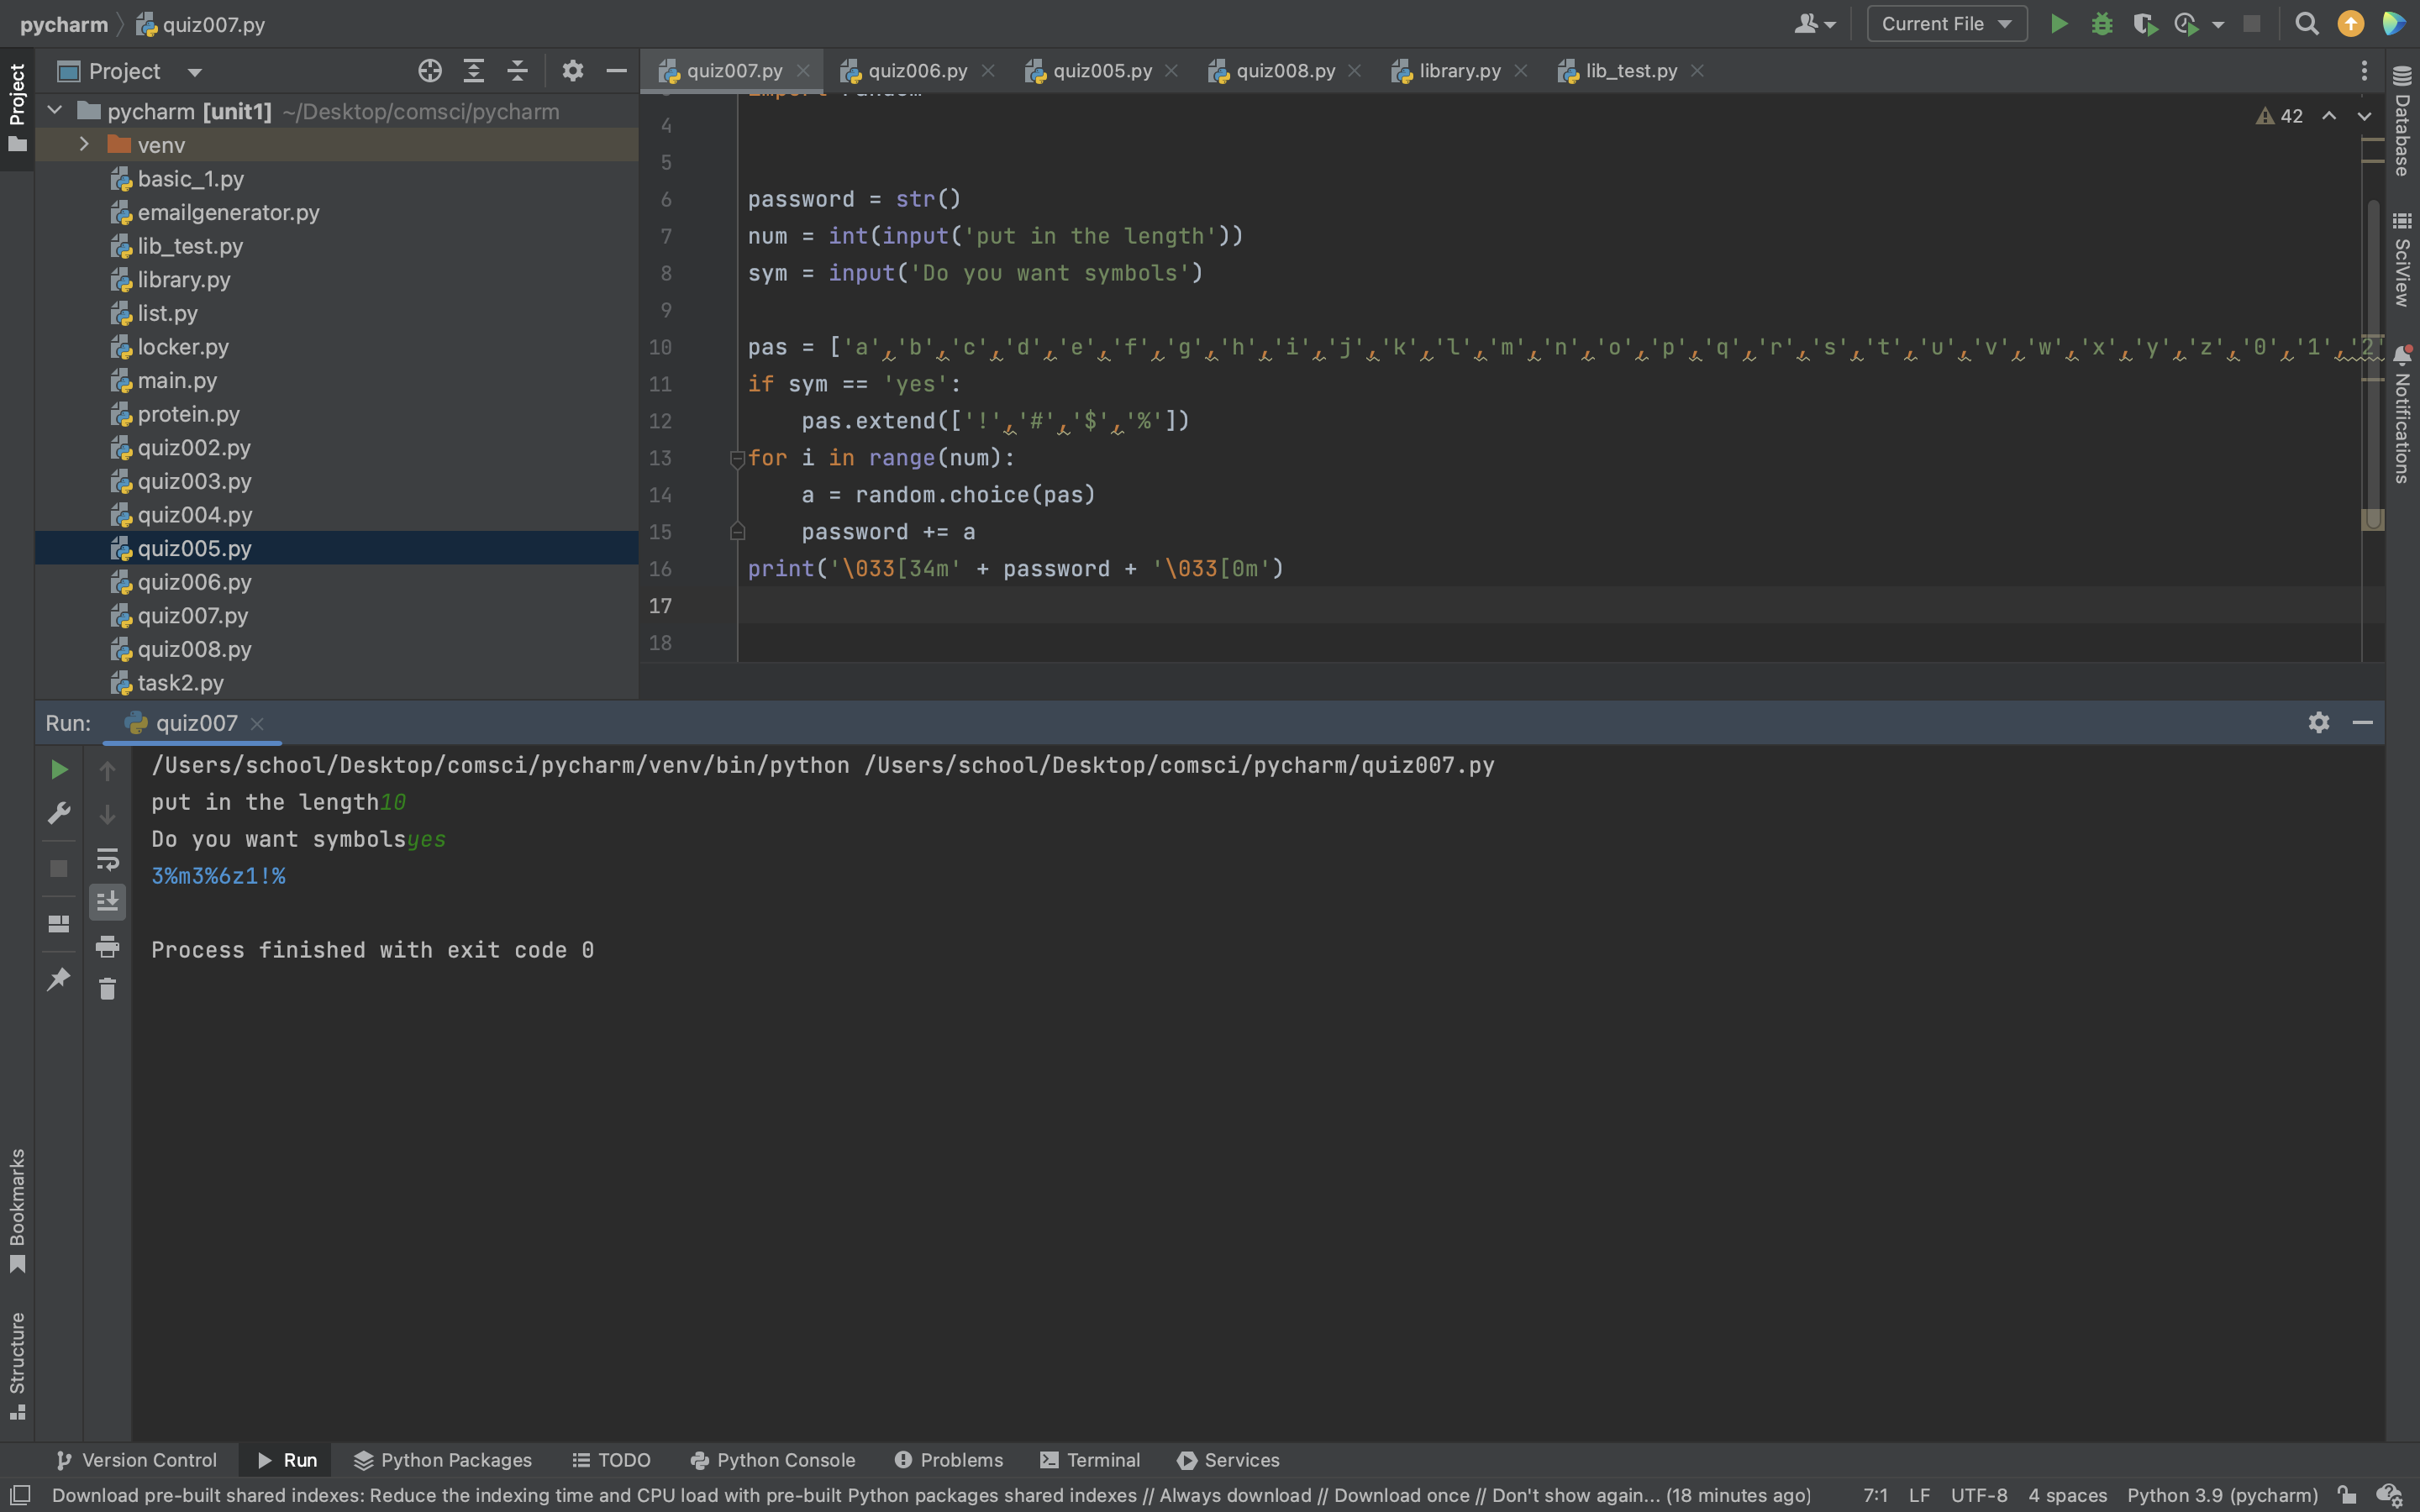 pycharm quiz007.py Current File
Project
quiz007.py quiz006.py quiz005.py quiz008.py library.py lib_test.py
pycharm [unit1] ~/Desktop/comsci/pycharm
venv
basic_1.py
emailgenerator.py
lib_test.py
library.py
list.py
locker.py
main.py
protein.py
quiz002.py
quiz003.py
quiz004.py
quiz005.py
quiz006.py
quiz007.py
quiz008.py
task2.py
42
4
5
6 password = str()
7 num = int(input('put in the length'))
8 sym = input('Do you want symbols')
9
10 pas = ['a','b','c','d','e','f','g','h','i','j','k','l','m','n','o','p','q','r','s','t','u','v','w','x','y','z','0','1','2'
11 if sym == 'yes':
12 pas.extend(['!','#','$','%'])
13 for i in range(num):
14 a = random.choice(pas)
15 password += a
16 print('\033[34m' + password + '\033[0m')
17
18
Run: quiz007
/Users/school/Desktop/comsci/pycharm/venv/bin/python /Users/school/Desktop/comsci/pycharm/quiz007.py
put in the length10
Do you want symbolsyes
3%m3%6z1!%
Process finished with exit code 0
Project
Bookmarks
Structure
Database
SciView
Notifications
Version Control Run Python Packages TODO Python Console Problems Terminal Services
Download pre-built shared indexes: Reduce the indexing time and CPU load with pre-built Python packages shared indexes // Always download // Download once // Don't show again... (18 minutes ago) 7:1 LF UTF-8 4 spaces Python 3.9 (pycharm)